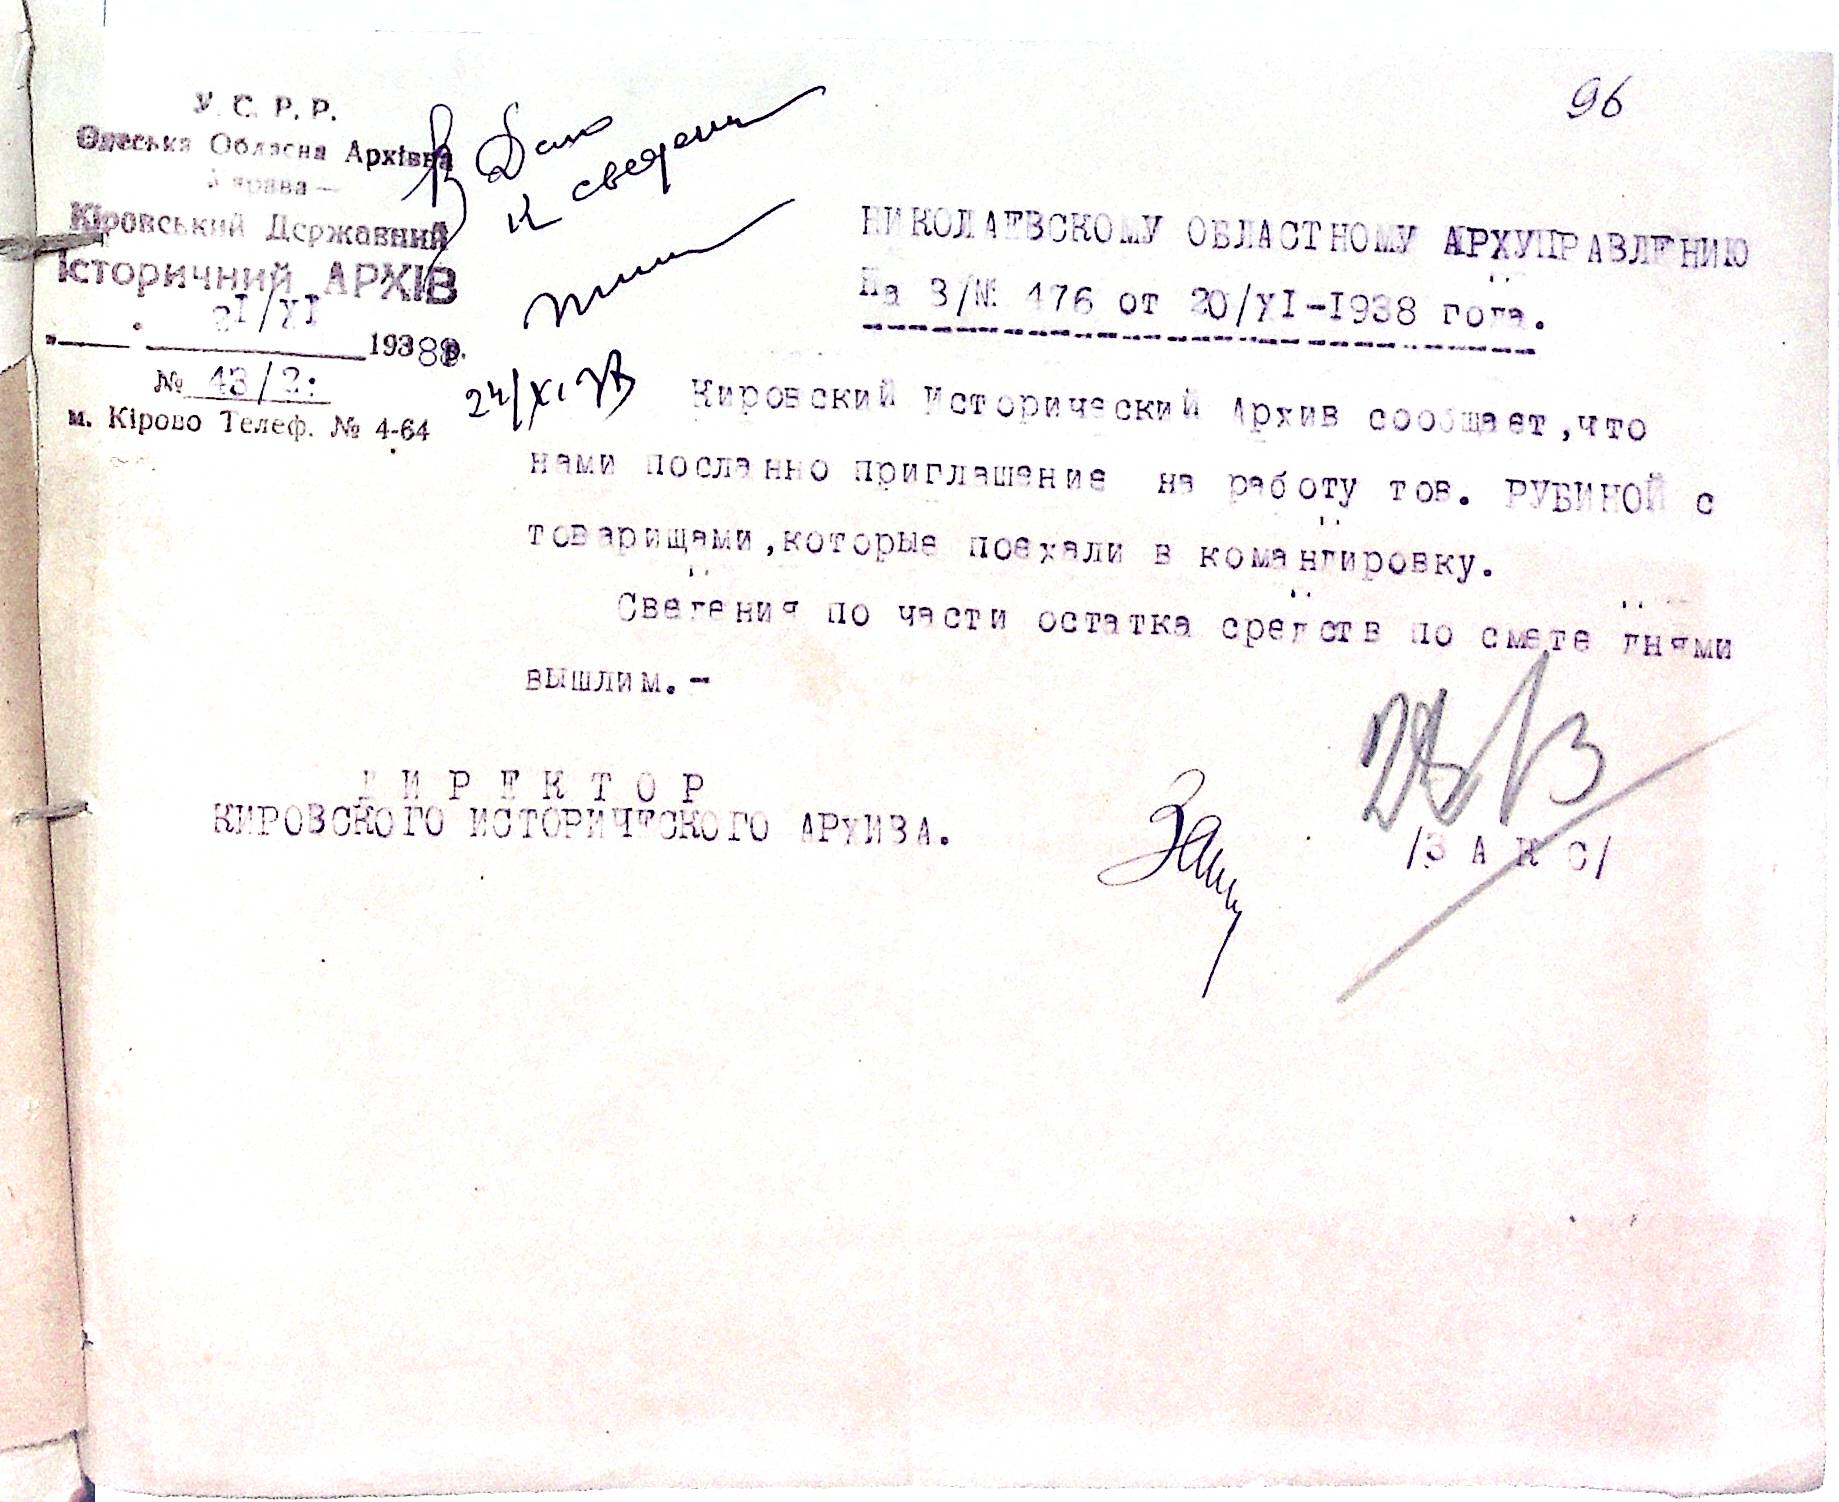 96
У. С. Р. Р.
Одеська Обласна Архівна
Управа —
Кіровський Державний
Історичний АРХІВ
21/XI
1938 р.
№ 43/2:
м. Кірово Телеф. № 4-64
В Дело
К сведению
24/XI 38
НИКОЛАЕВСКОМУ ОБЛАСТНОМУ АРХУПРАВЛЕНИЮ
На З/№ 476 от 20/XI-1938 года.
Кировский Исторический Архив сообщает,что
нами посланно приглашение на работу тов. РУБИНОЙ с
товарищами,которые поехали в командировку.
Сведения по части остатка средств по смете днями
вышлим.-
ДИРЕКТОР
КИРОВСКОГО ИСТОРИЧЕСКОГО АРХИВА.
/ЗАКС/